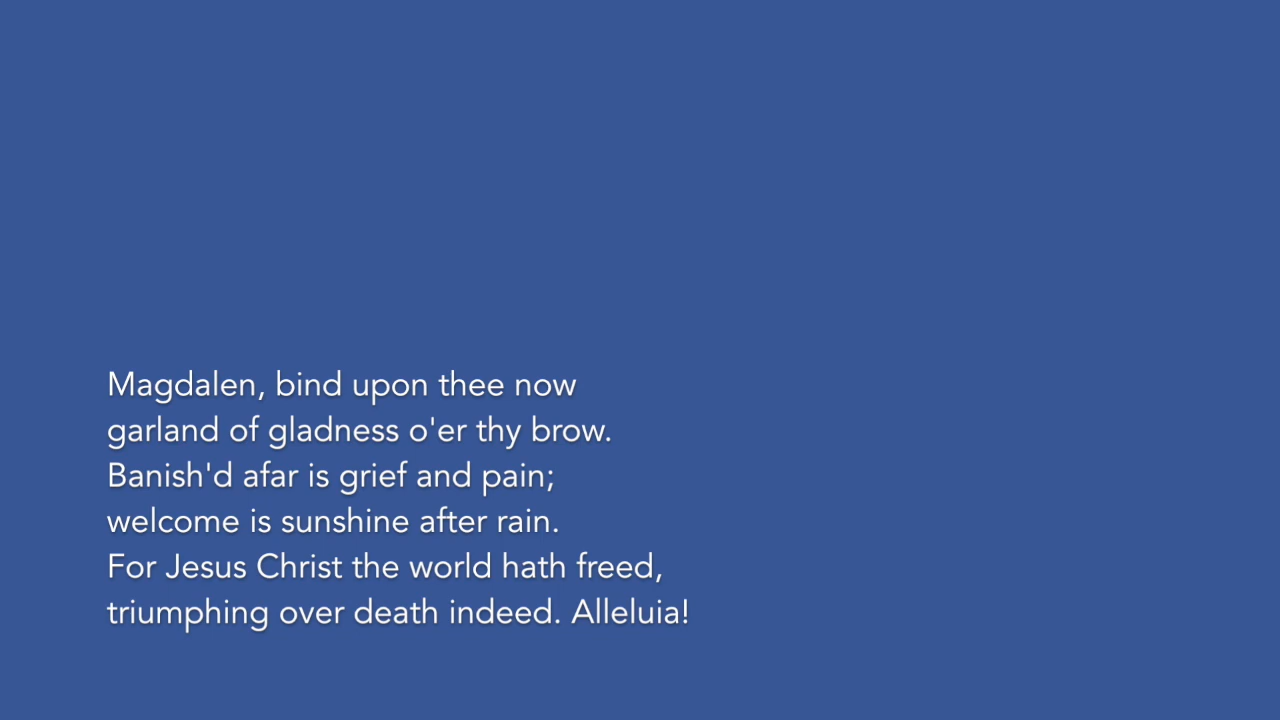 Magdalen, bind upon thee now
garland of gladness o'er thy brow.
Banish'd afar is grief and pain;
welcome is sunshine after rain.
For Jesus Christ the world hath freed,
triumphing over death indeed. Alleluia!